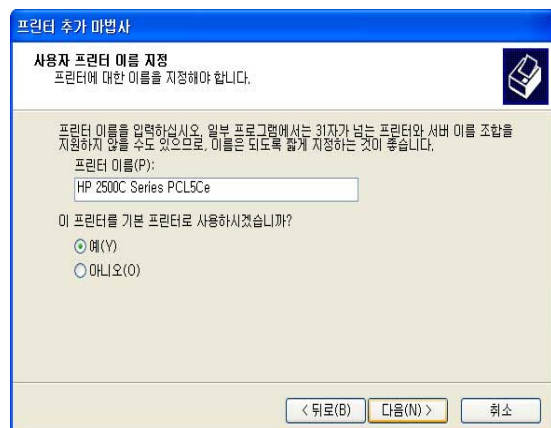 프린터 추가 마법사
사용자 프린터 이름 지정
프린터에 대한 이름을 지정해야 합니다.
프린터 이름을 입력하십시오. 일부 프로그램에서는 31자가 넘는 프린터와 서버 이름 조합을
지원하지 않을 수도 있으므로, 이름은 되도록 짧게 지정하는 것이 좋습니다.
프린터 이름(P):
HP 2500C Series PCL5Ce
이 프린터를 기본 프린터로 사용하시겠습니까?
예(Y)
아니오(O)
< 뒤로(B) 다음(N) > 취소